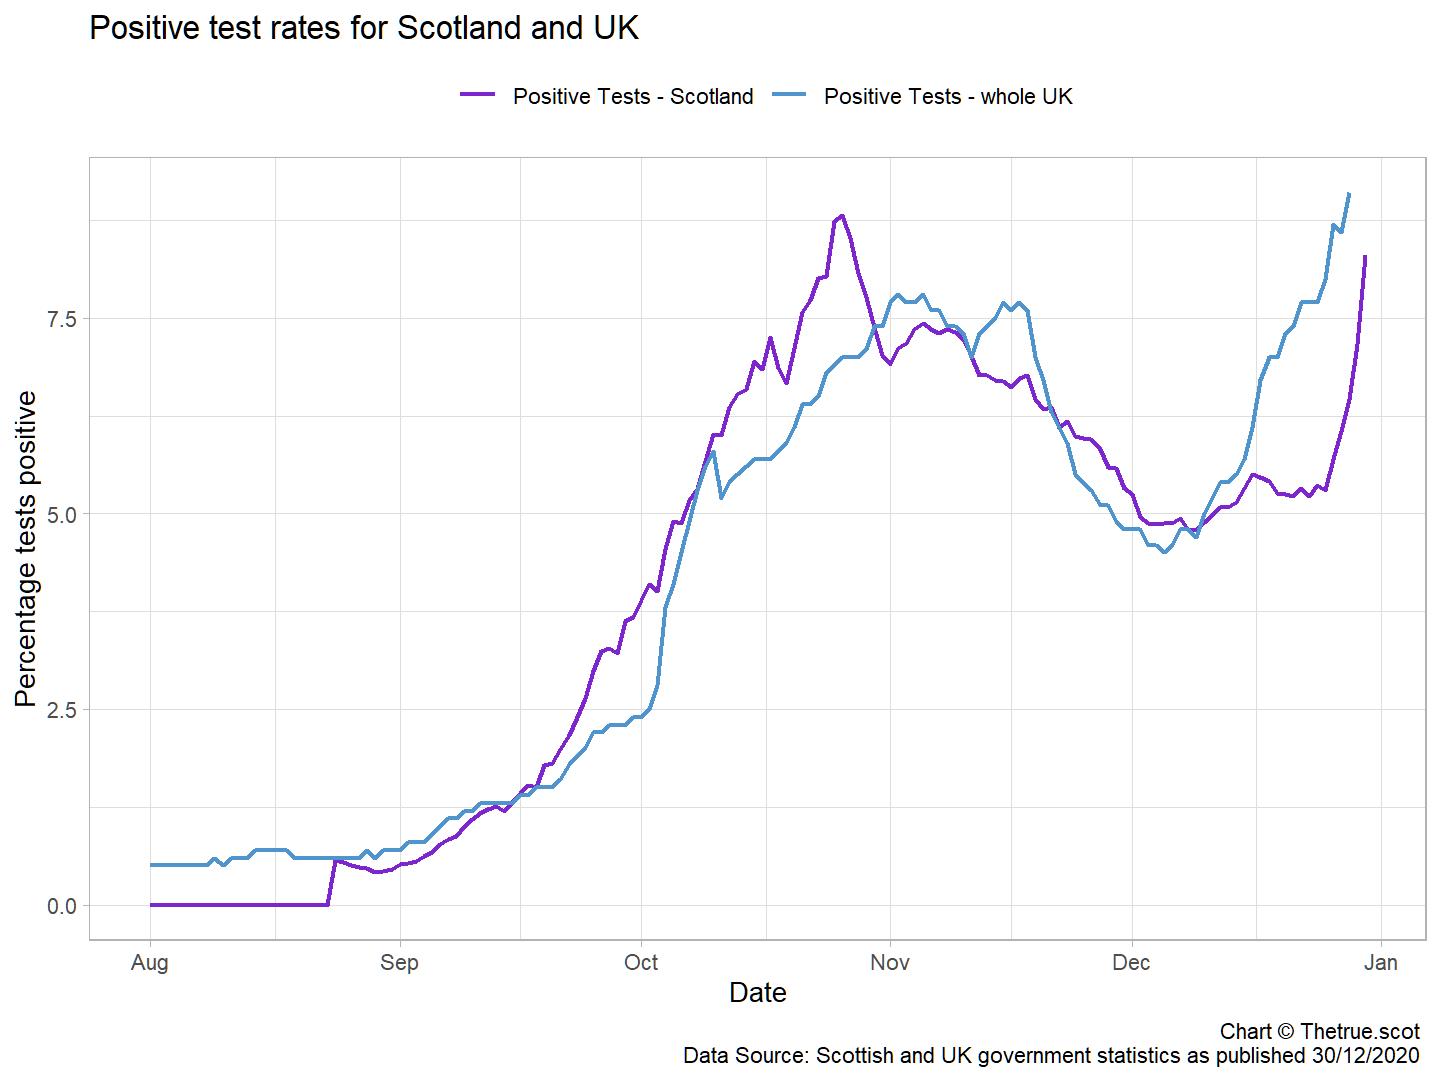 Positive test rates for Scotland and UK
Positive Tests - Scotland
Positive Tests - whole UK
Percentage tests positive
7.5
5.0
2.5
0.0
Aug
Sep
Oct
Nov
Dec
Jan
Date
Chart © Thetrue.scot
Data Source: Scottish and UK government statistics as published 30/12/2020